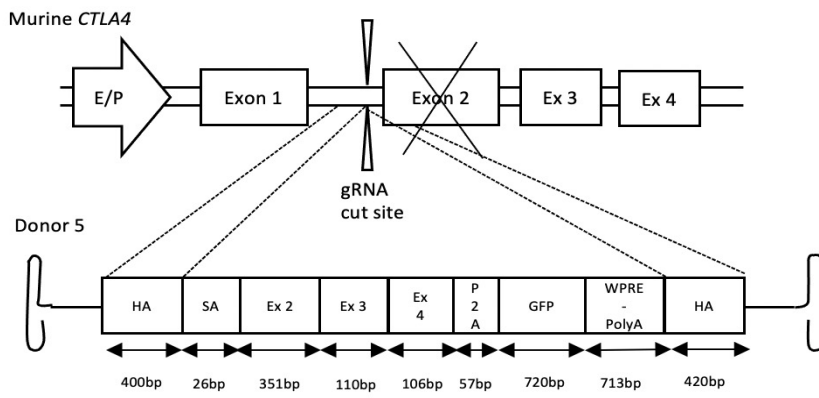 Murine CTLA4
E/P
Exon 1
Exon 2
Ex 3
Ex 4
gRNA
cut site
Donor 5
HA
SA
Ex 2
Ex 3
Ex
4
P
2
A
GFP
WPRE
-
PolyA
HA
400bp
26bp
351bp
110bp
106bp
57bp
720bp
713bp
420bp